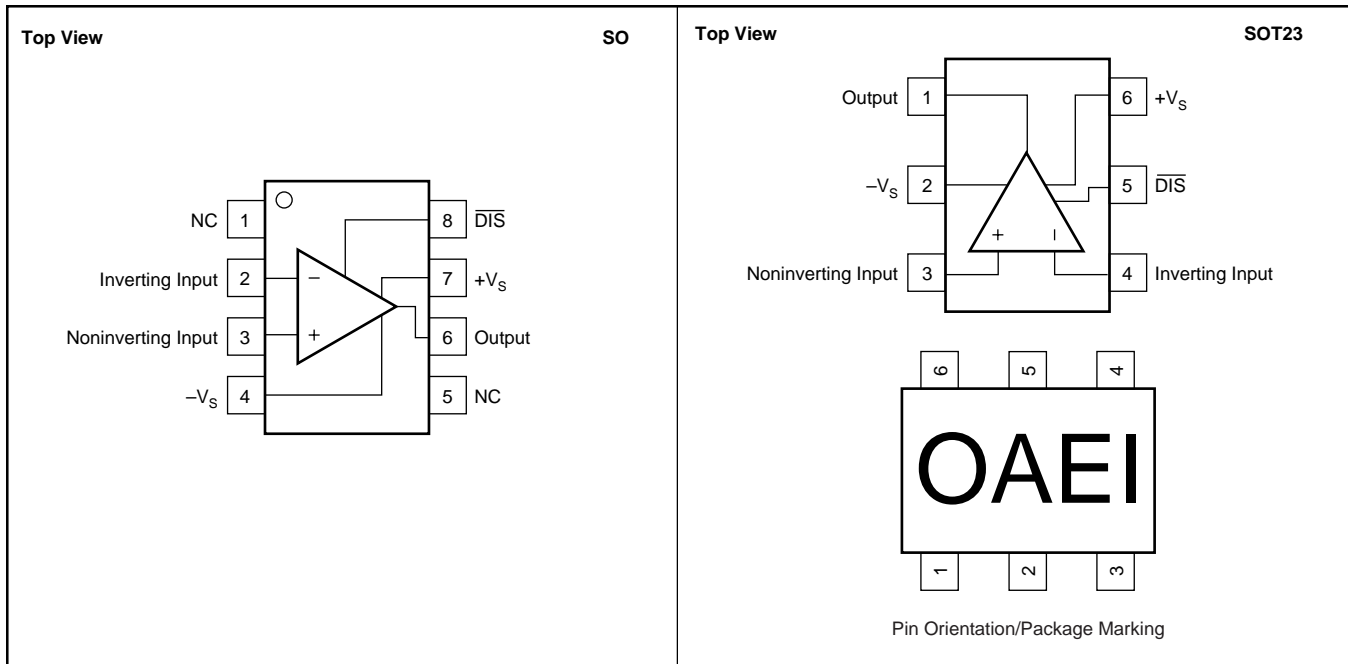 Top View SO
NC 1 8 D̅I̅S̅
Inverting Input 2 − 7 +VS
Noninverting Input 3 + 6 Output
–VS 4 5 NC
Top View SOT23
Output 1 6 +VS
–VS 2 5 D̅I̅S̅
+ −
Noninverting Input 3 4 Inverting Input
6 5 4
OAEI
1 2 3
Pin Orientation/Package Marking